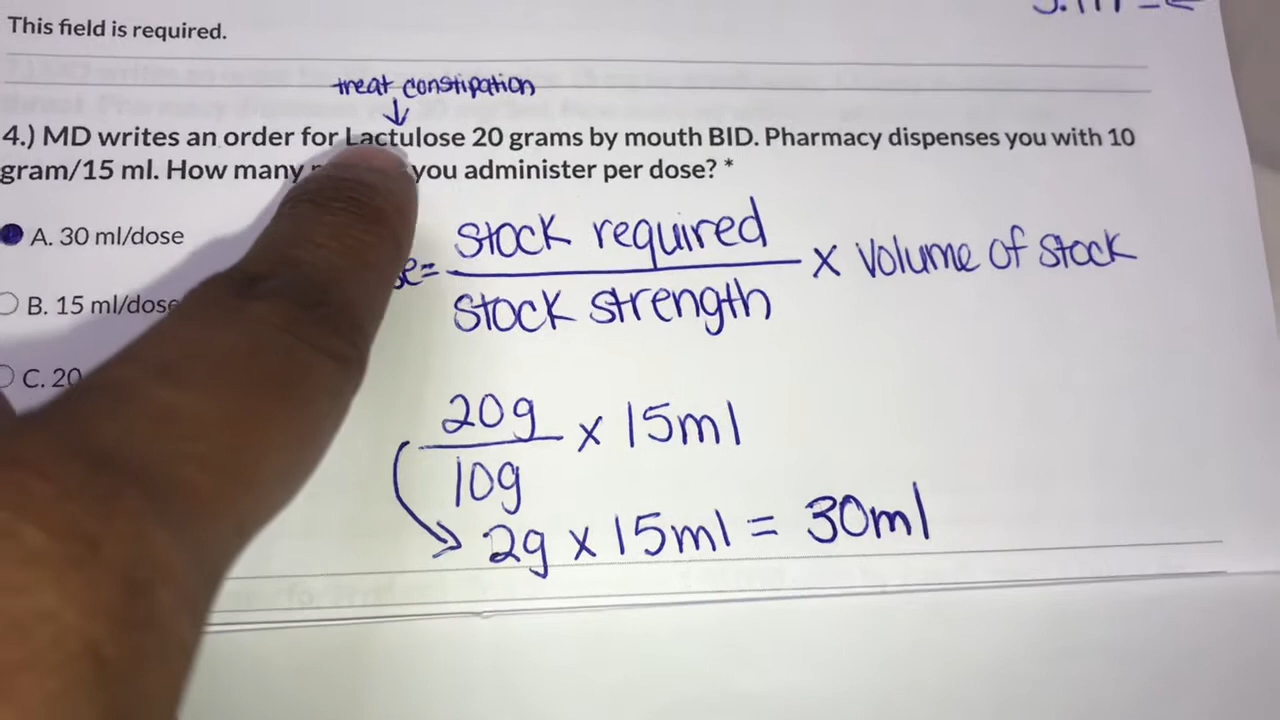 This field is required.
treat constipation
4.) MD writes an order for Lactulose 20 grams by mouth BID. Pharmacy dispenses you with 10
gram/15 ml. How many you administer per dose? *
A. 30 ml/dose
B. 15 ml/dose
C. 20
= stock required / stock strength x volume of stock
20g / 10g x 15ml
2g x 15ml = 30ml